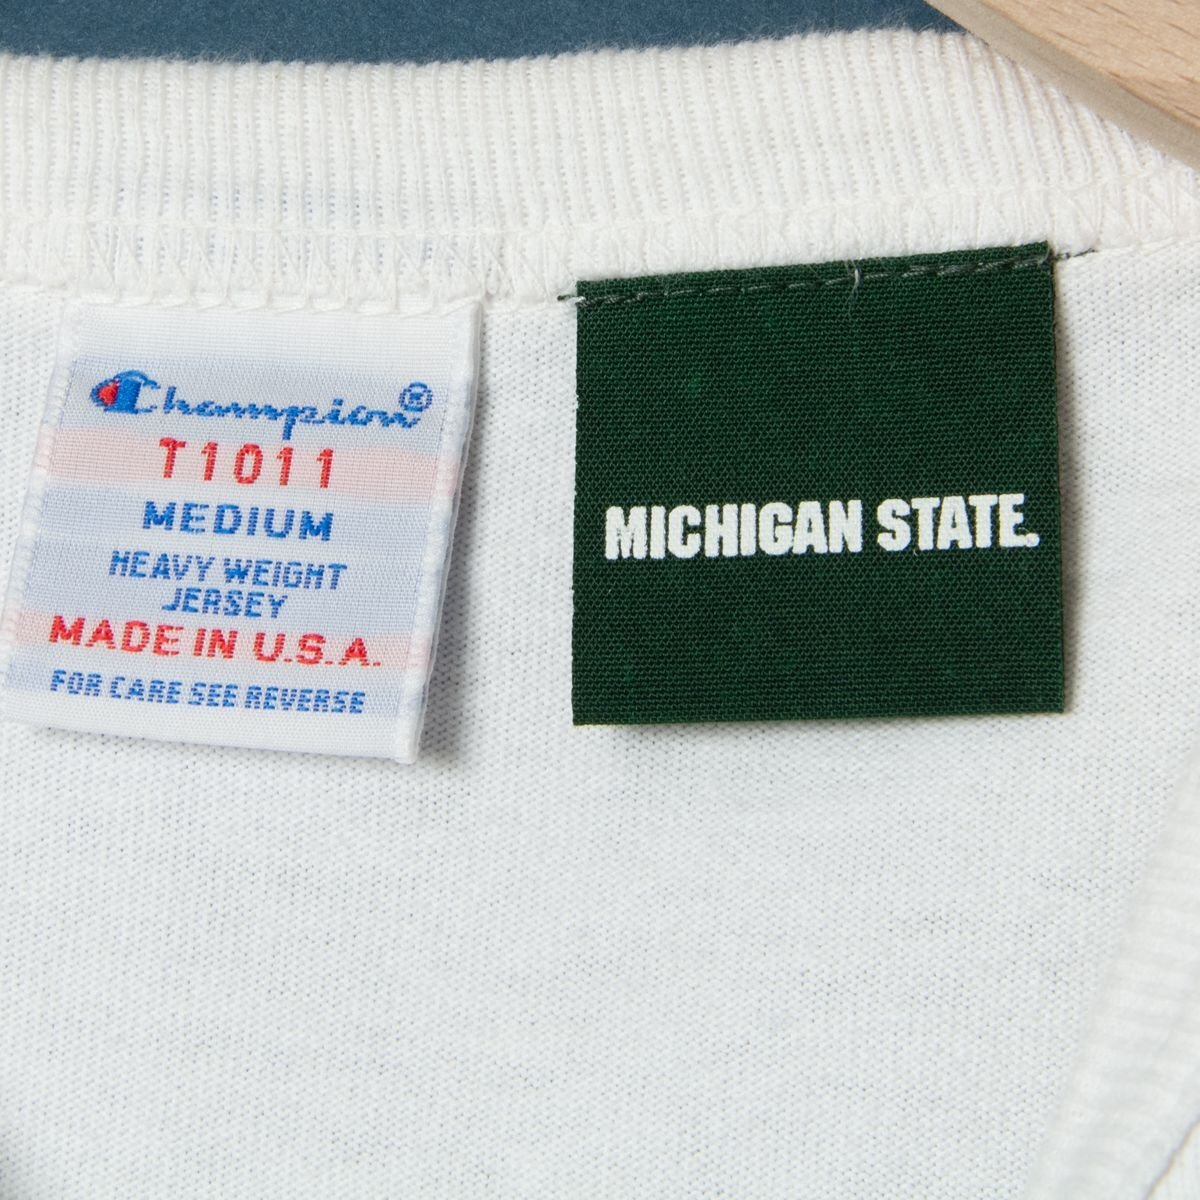 Champion®
T1011
MEDIUM
HEAVY WEIGHT
JERSEY
MADE IN U.S.A.
FOR CARE SEE REVERSE
MICHIGAN STATE.